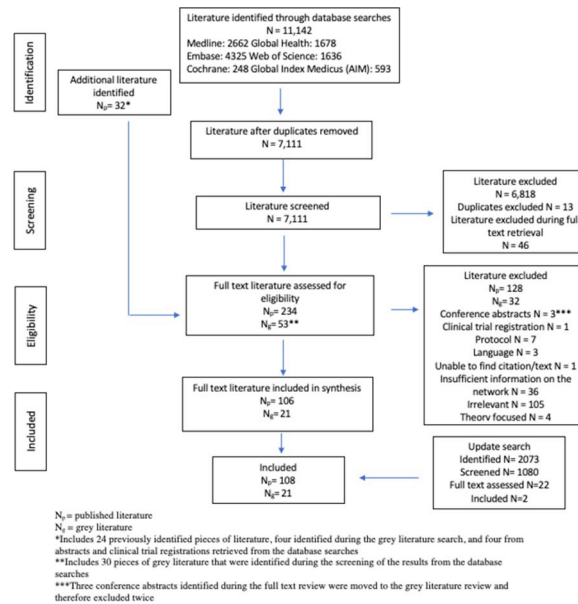 Identification
Literature identified through database searches
N = 11,142
Medline: 2662 Global Health: 1678
Embase: 4325 Web of Science: 1636
Cochrane: 248 Global Index Medicus (AIM): 593
Additional literature
identified
Np= 32*
Literature after duplicates removed
N = 7,111
Screening
Literature screened
N = 7,111
Literature excluded
N = 6,818
Duplicates excluded N = 13
Literature excluded during full
text retrieval
N = 46
Eligibility
Full text literature assessed for
eligibility
Np= 234
Ng= 53**
Literature excluded
Np= 128
Ng= 32
Conference abstracts N = 3***
Clinical trial registration N = 1
Protocol N = 7
Language N = 3
Unable to find citation/text N = 1
Insufficient information on the
network N = 36
Irrelevant N = 105
Theory focused N = 4
Included
Full text literature included in synthesis
Np= 106
Ng= 21
Included
Np= 108
Ng= 21
Update search
Identified N= 2073
Screened N= 1080
Full text assessed N=22
Included N=2
Np = published literature
Ng = grey literature
*Includes 24 previously identified pieces of literature, four identified during the grey literature search, and four from
abstracts and clinical trial registrations retrieved from the database searches
**Includes 30 pieces of grey literature that were identified during the screening of the results from the database
searches
***Three conference abstracts identified during the full text review were moved to the grey literature review and
therefore excluded twice